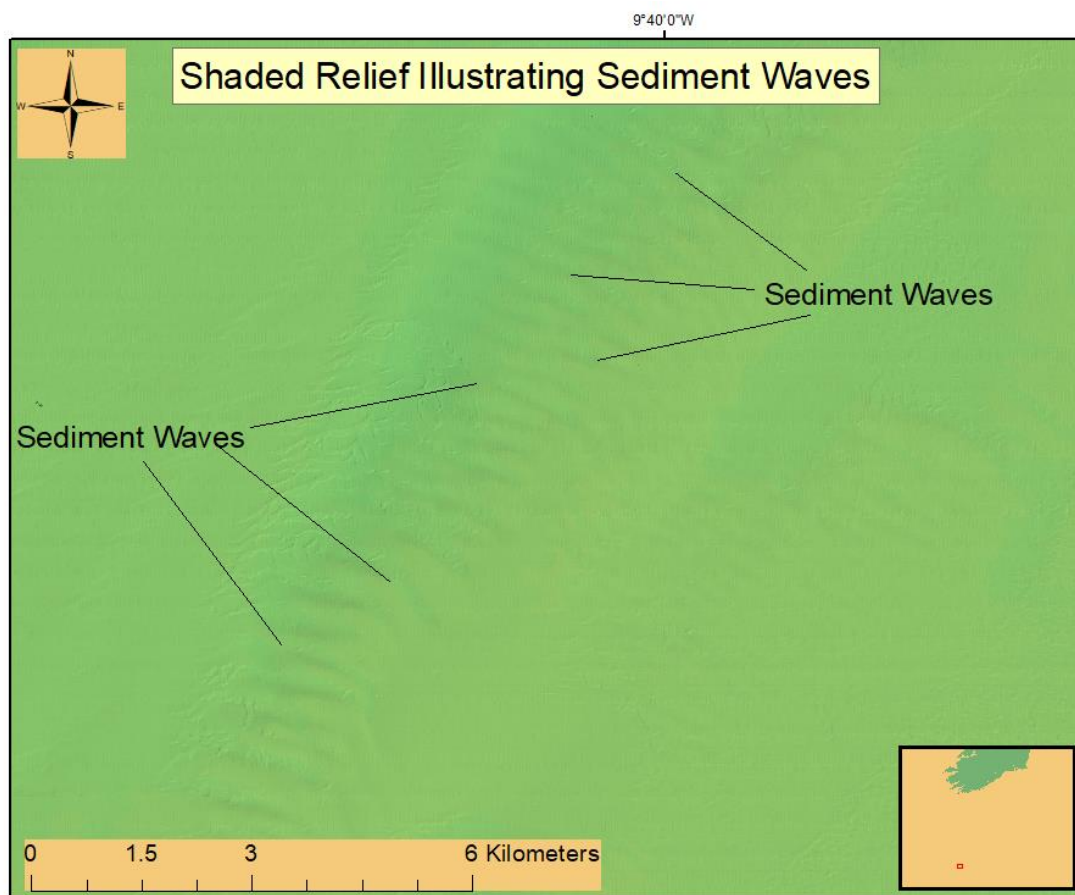 9°40'0"W
Shaded Relief Illustrating Sediment Waves
N
W E
S
Sediment Waves
Sediment Waves
0 1.5 3 6 Kilometers